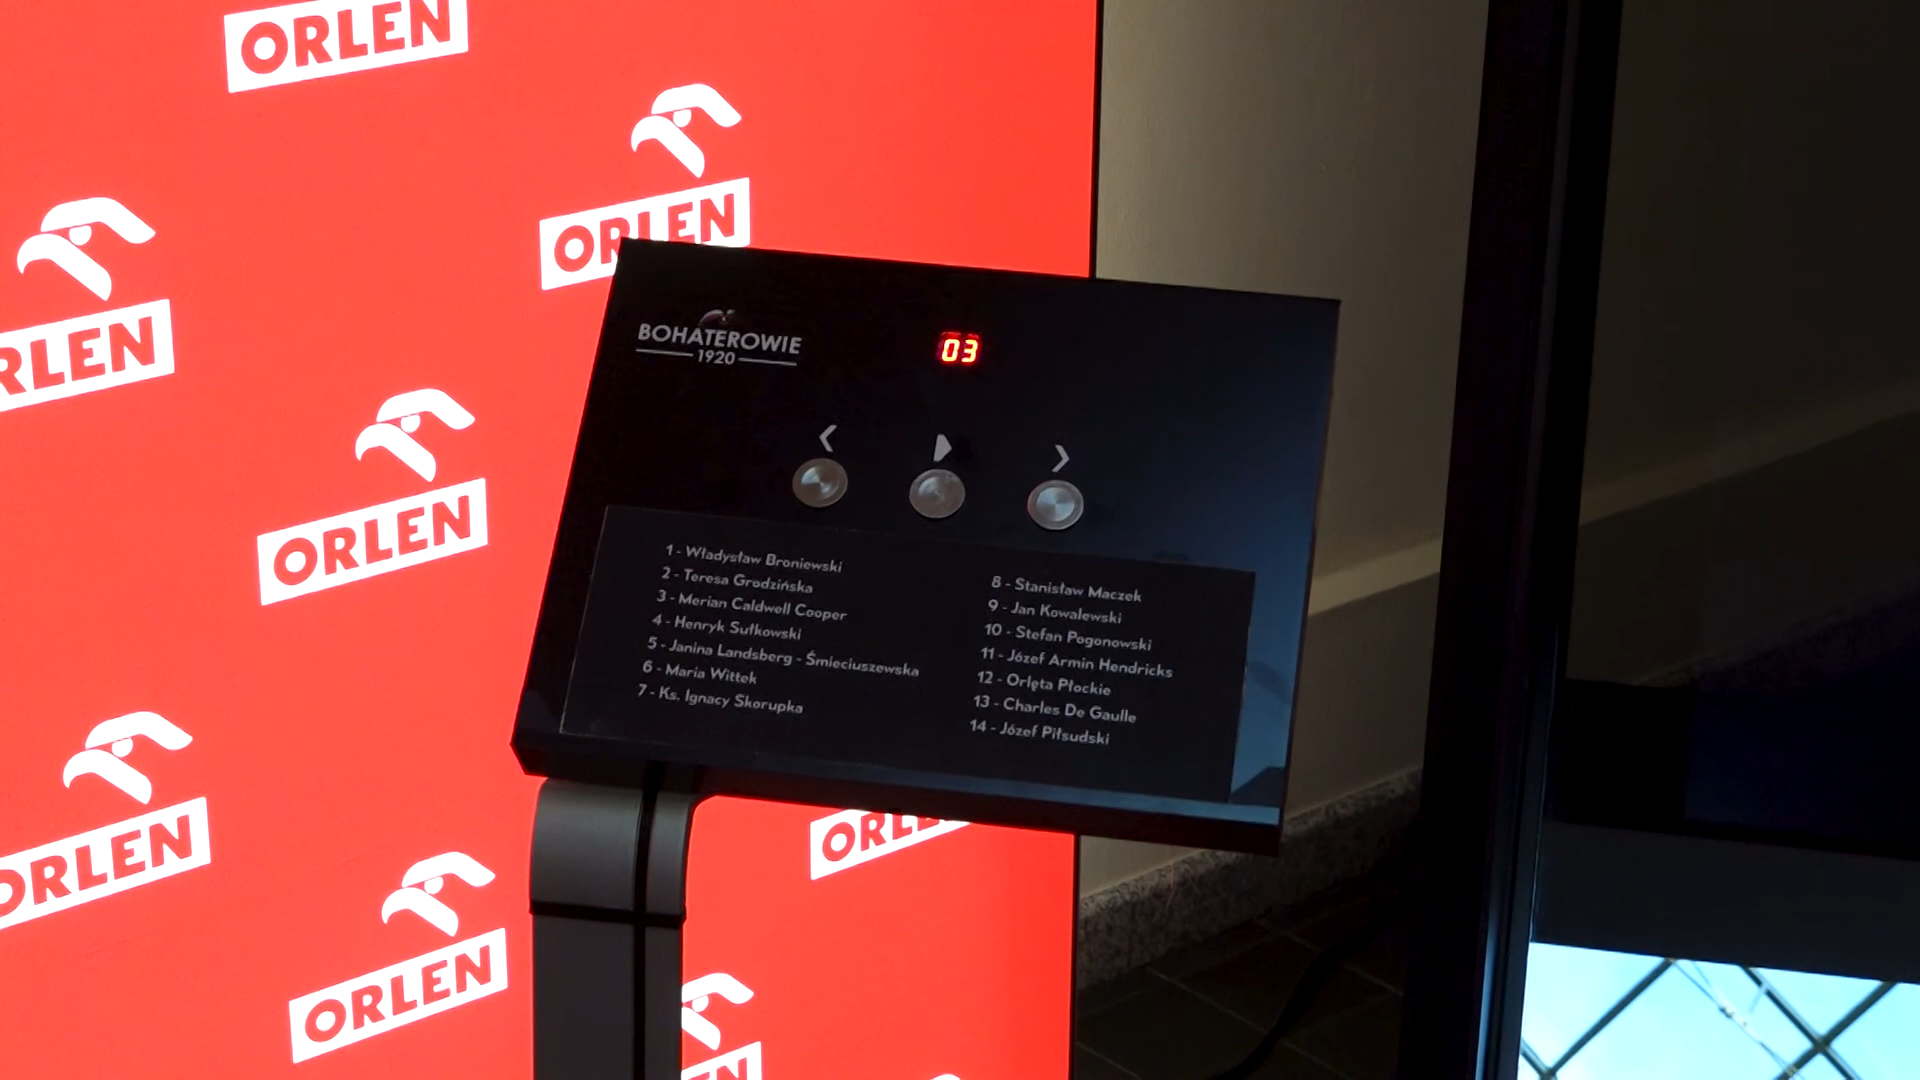 ORLEN
ORLEN
ORLEN
ORLEN
ORLEN
ORLEN
ORLEN
BOHATEROWIE
1920
03
1 - Władysław Broniewski
2 - Teresa Grodzińska
3 - Merian Caldwell Cooper
4 - Henryk Sułkowski
5 - Janina Landsberg - Śmieciuszewska
6 - Maria Wittek
7 - Ks. Ignacy Skorupka
8 - Stanisław Maczek
9 - Jan Kowalewski
10 - Stefan Pogonowski
11 - Józef Armin Hendricks
12 - Orlęta Płockie
13 - Charles De Gaulle
14 - Józef Piłsudski